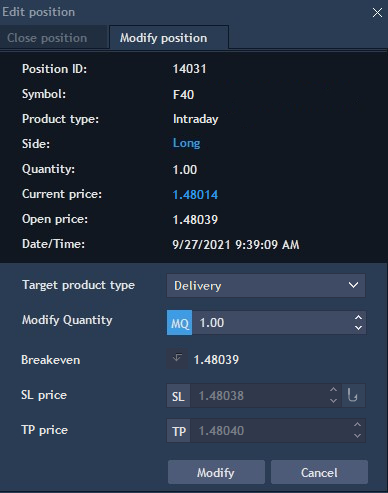 Edit position
Close position Modify position
Position ID: 14031
Symbol: F40
Product type: Intraday
Side: Long
Quantity: 1.00
Current price: 1.48014
Open price: 1.48039
Date/Time: 9/27/2021 9:39:09 AM
Target product type Delivery
Modify Quantity MQ 1.00
Breakeven 1.48039
SL price SL 1.48038
TP price TP 1.48040
Modify Cancel